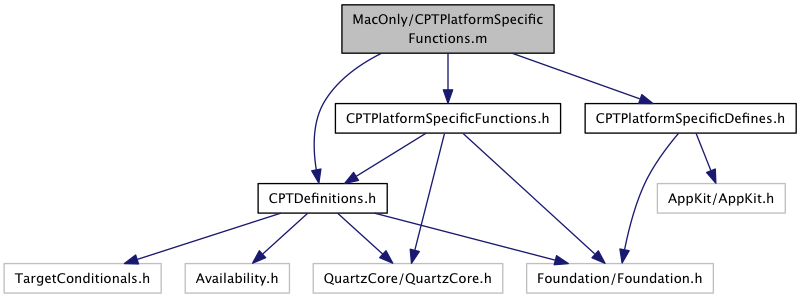 MacOnly/CPTPlatformSpecific
Functions.m
CPTPlatformSpecificFunctions.h
CPTPlatformSpecificDefines.h
CPTDefinitions.h
AppKit/AppKit.h
TargetConditionals.h
Availability.h
QuartzCore/QuartzCore.h
Foundation/Foundation.h